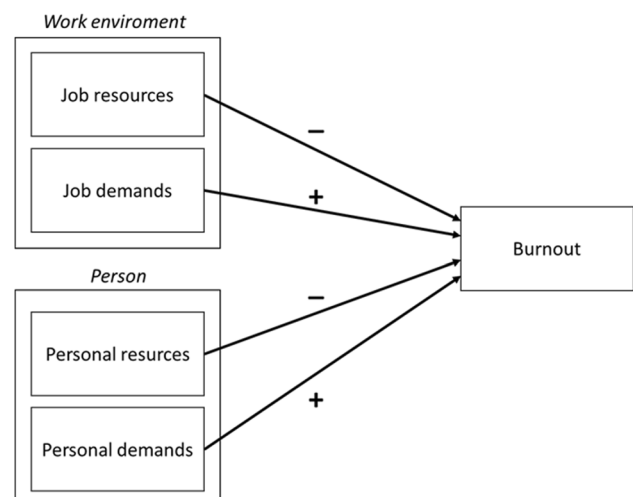 Work enviroment
Job resources
−
Job demands
+
Burnout
Person
−
Personal resurces
+
Personal demands